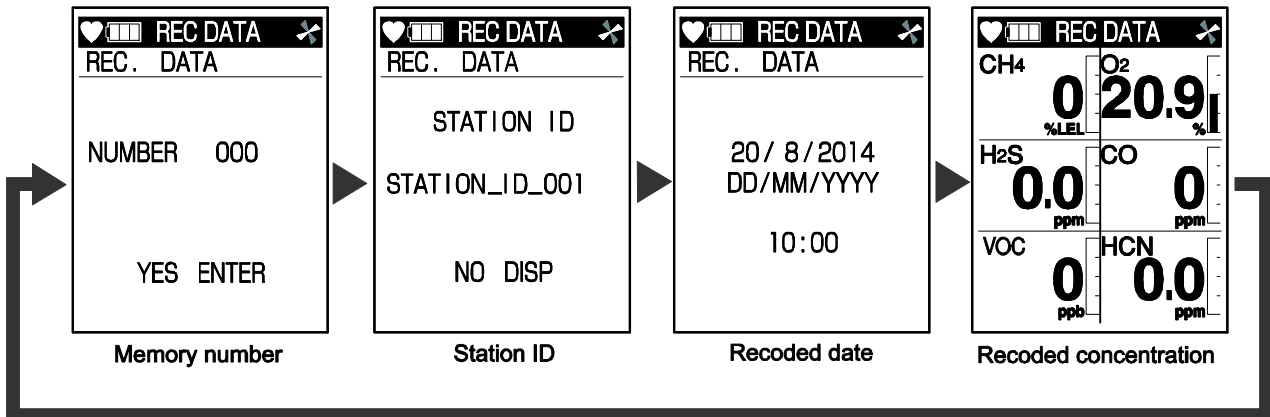 REC DATA
REC. DATA
NUMBER 000
YES ENTER
Memory number
REC DATA
REC. DATA
STATION ID
STATION_ID_001
NO DISP
Station ID
REC DATA
REC. DATA
20/ 8/2014
DD/MM/YYYY
10:00
Recoded date
REC DATA
CH4
0
%LEL
O2
20.9
%
H2S
0.0
ppm
CO
0
ppm
VOC
0
ppb
HCN
0.0
ppm
Recoded concentration